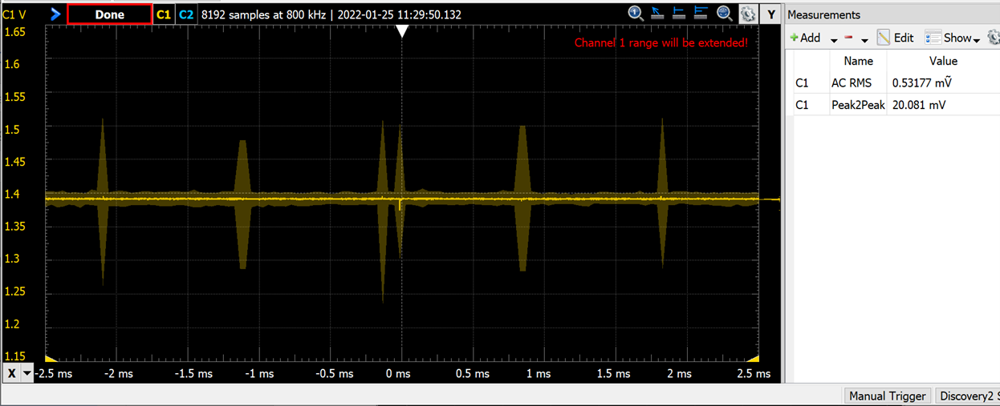 C1 V Done C1 C2 8192 samples at 800 kHz | 2022-01-25 11:29:50.132 Y
Channel 1 range will be extended!
1.65
1.6
1.55
1.5
1.45
1.4
1.35
1.3
1.25
1.2
1.15
X -2.5 ms -2 ms -1.5 ms -1 ms -0.5 ms 0 ms 0.5 ms 1 ms 1.5 ms 2 ms 2.5 ms
Measurements
Add Edit Show
Name Value
C1 AC RMS 0.53177 mṼ
C1 Peak2Peak 20.081 mV
Manual Trigger Discovery2 S